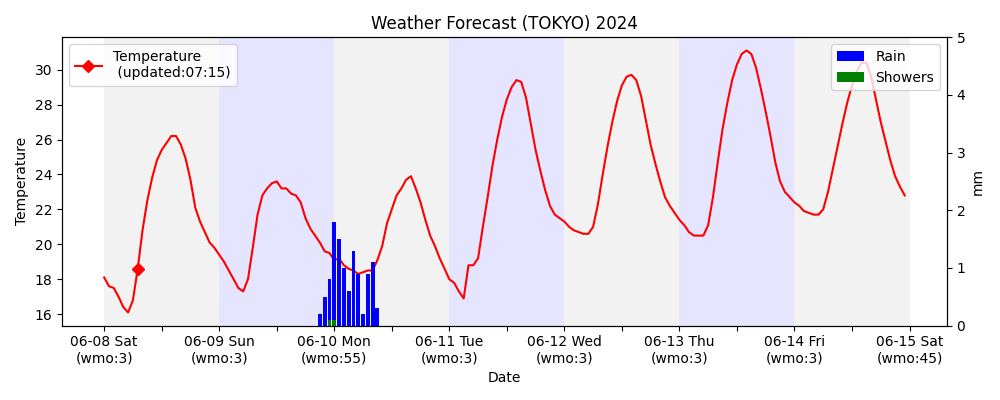 Weather Forecast (TOKYO) 2024
Temperature
(updated:07:15)
Rain
Showers
Temperature
30
28
26
24
22
20
18
16
5
4
3
2
1
0
mm
06-08 Sat
(wmo:3)
06-09 Sun
(wmo:3)
06-10 Mon
(wmo:55)
06-11 Tue
(wmo:3)
06-12 Wed
(wmo:3)
06-13 Thu
(wmo:3)
06-14 Fri
(wmo:3)
06-15 Sat
(wmo:45)
Date